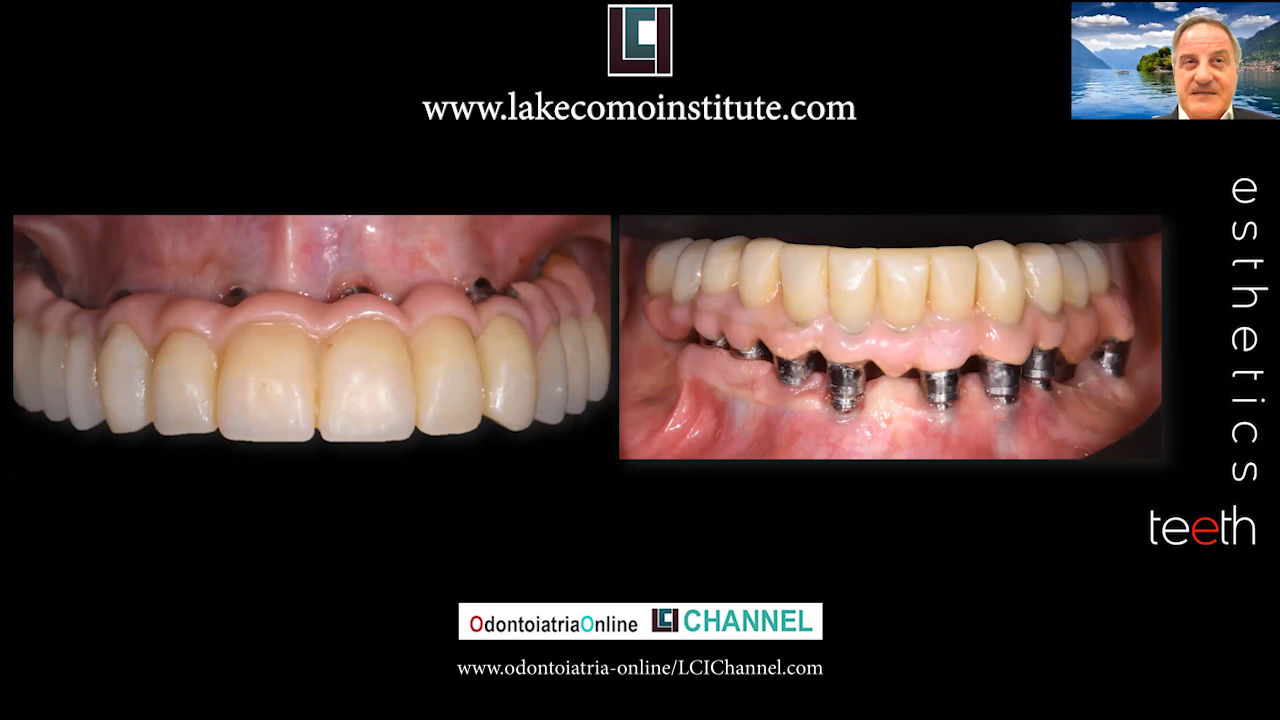 LCI
www.lakecomoinstitute.com
esthetics
teeth
OdontoiatriaOnline LCI CHANNEL
www.odontoiatria-online/LCIChannel.com